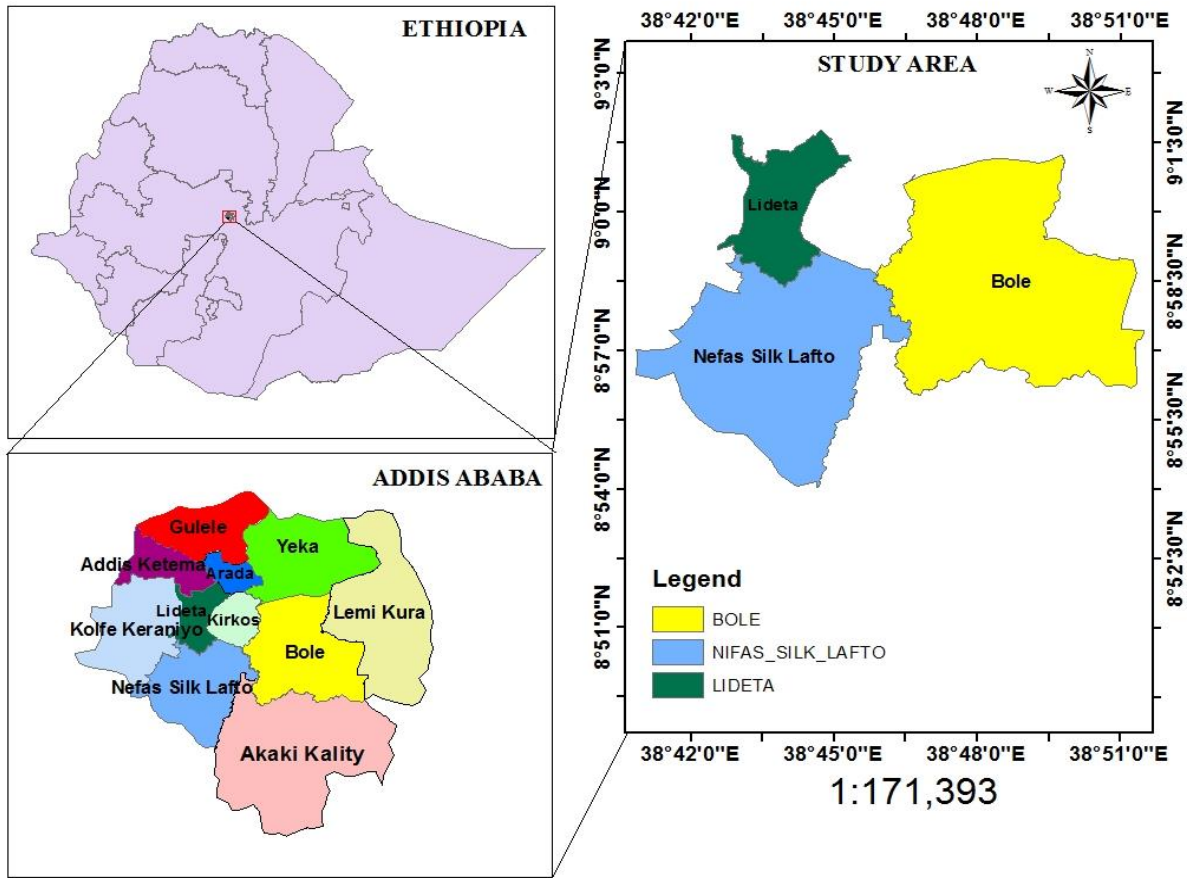 ETHIOPIA
ADDIS ABABA
Gulele
Yeka
Addis Ketema
Arada
Lideta
Kirkos
Lemi Kura
Kolfe Keraniyo
Bole
Nefas Silk Lafto
Akaki Kality
38°42'0"E 38°45'0"E 38°48'0"E 38°51'0"E
STUDY AREA
N
W E
S
9°3'0"N
9°0'0"N
8°57'0"N
8°54'0"N
8°51'0"N
9°1'30"N
8°58'30"N
8°55'30"N
8°52'30"N
Lideta
Bole
Nefas Silk Lafto
Legend
BOLE
NIFAS_SILK_LAFTO
LIDETA
38°42'0"E 38°45'0"E 38°48'0"E 38°51'0"E
1:171,393